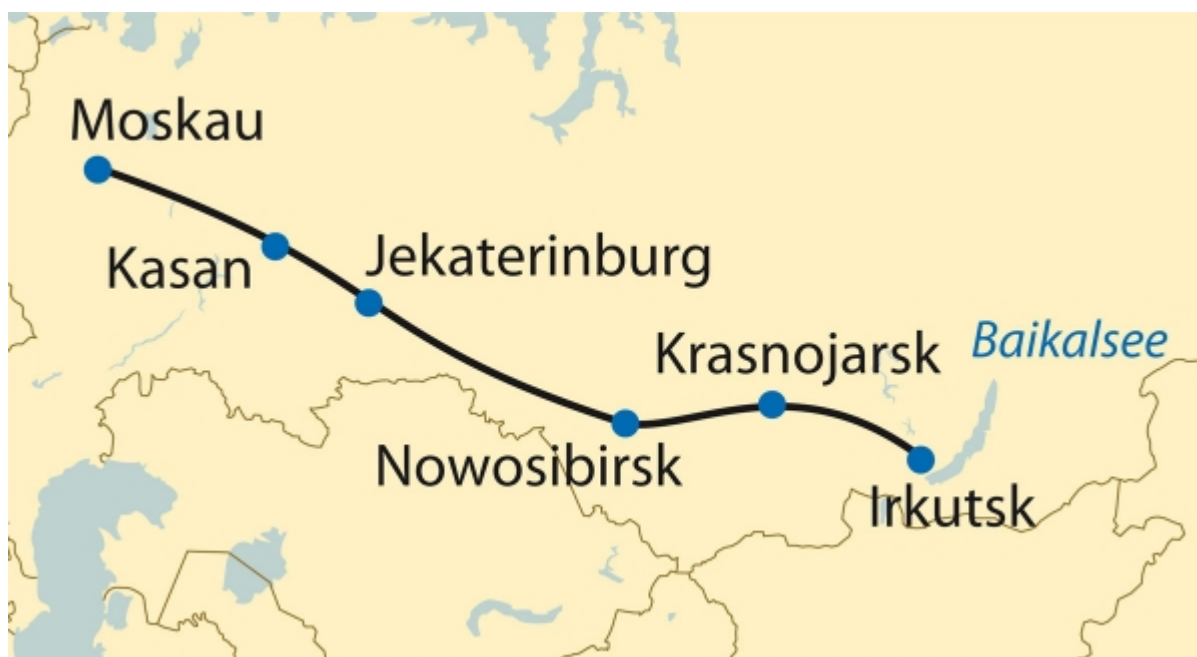 Moskau
Kasan
Jekaterinburg
Krasnojarsk
Baikalsee
Nowosibirsk
Irkutsk